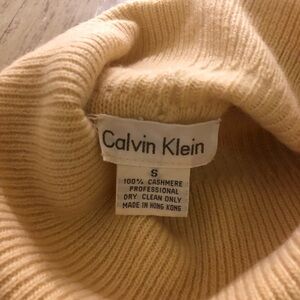 Calvin Klein
S
100% CASHMERE
PROFESSIONAL
DRY CLEAN ONLY
MADE IN HONG KONG